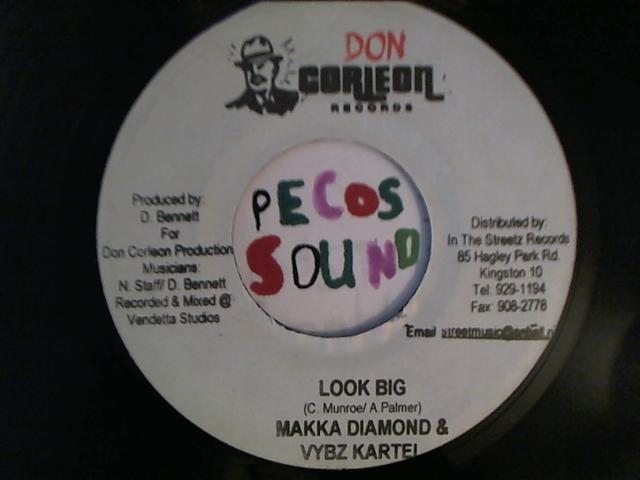 DON
CORLEON
RECORDS
PECOS
SOUND
Produced by:
D. Bennett
For
Don Corleon Production
Musicians:
N. Staff/ D. Bennett
Recorded & Mixed @
Vendetta Studios
Distributed by:
In The Streetz Records
85 Hagley Park Rd.
Kingston 10
Tel: 929-1194
Fax: 908-2778
Email
LOOK BIG
(C. Munroe/ A.Palmer)
MAKKA DIAMOND &
VYBZ KARTEL